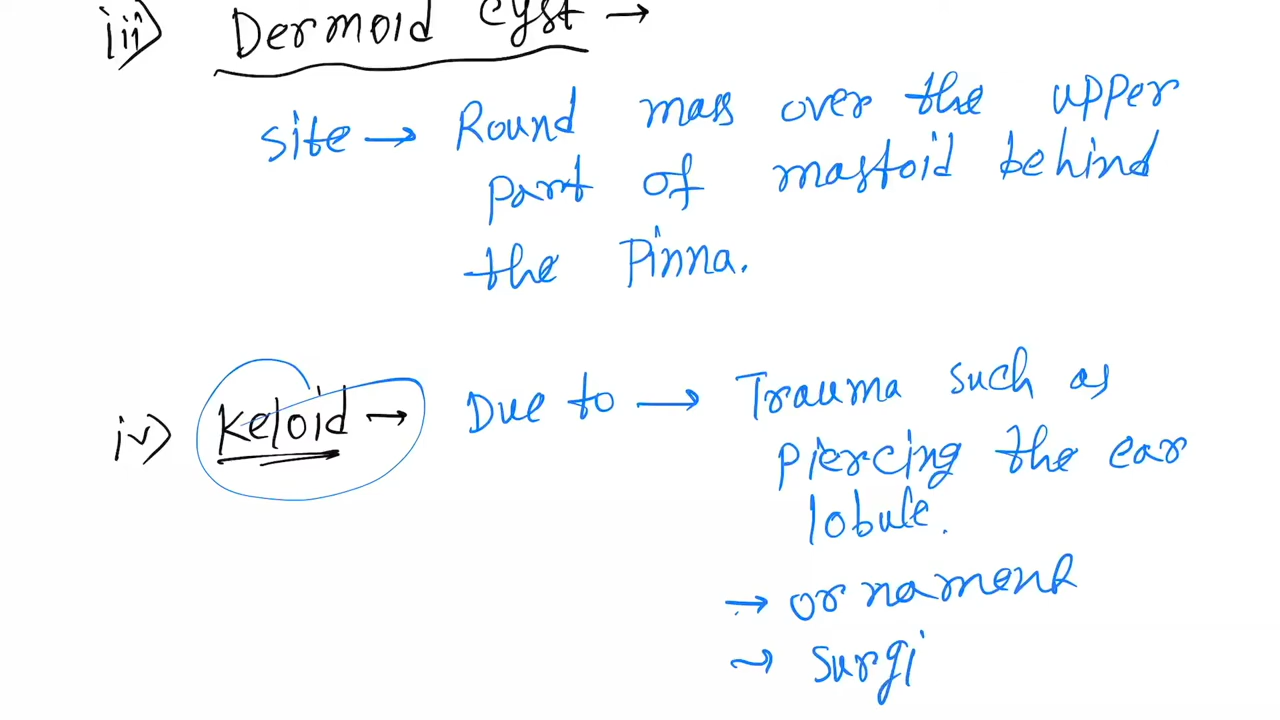 iii) Dermoid cyst →
site → Round mass over the upper
part of mastoid behind
the Pinna.
iv) Keloid → Due to → Trauma such as
piercing the ear
lobule.
→ ornament
→ surgi